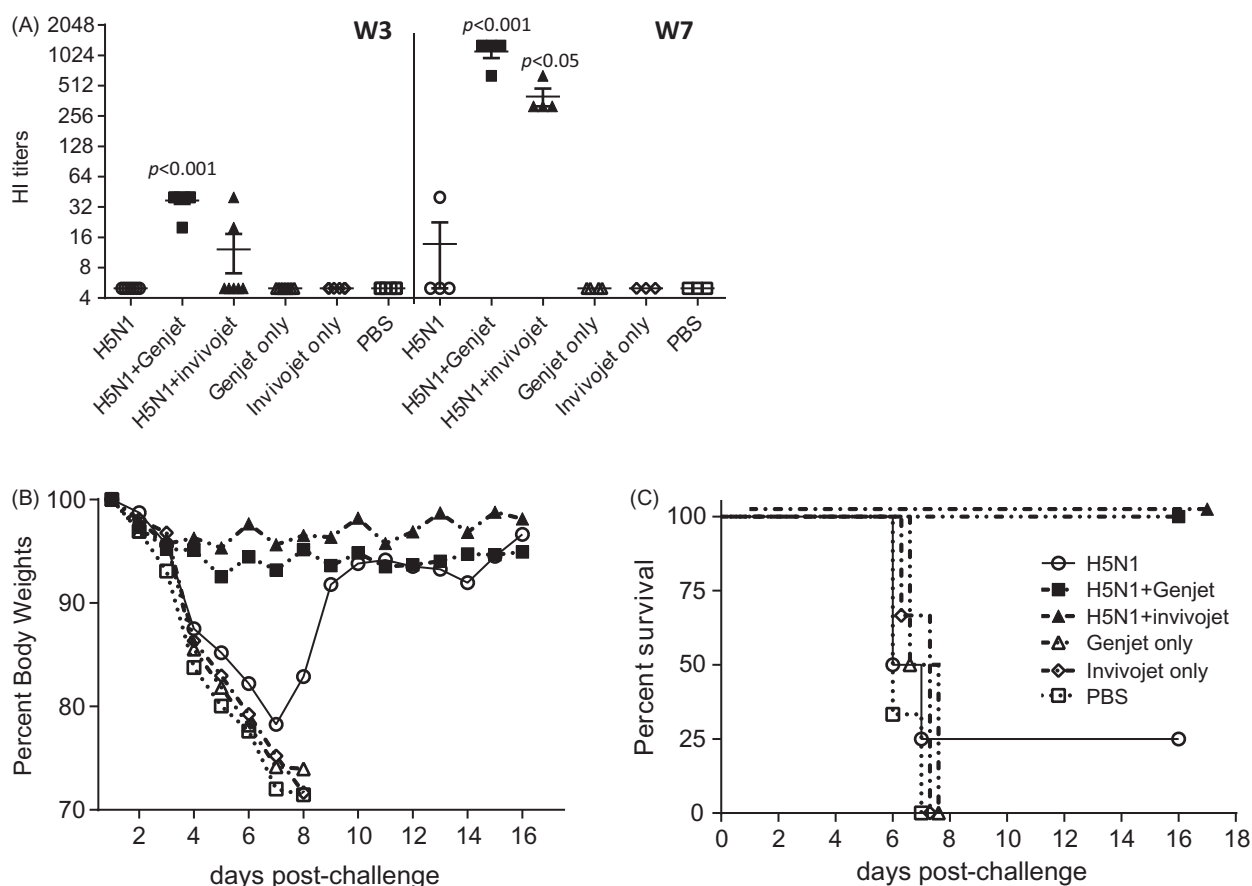 (A)
W3
W7
HI titers
2048
1024
512
256
128
64
32
16
8
4
p<0.001
p<0.001
p<0.05
H5N1
H5N1+Genjet
H5N1+invivojet
Genjet only
Invivojet only
PBS
H5N1
H5N1+Genjet
H5N1+invivojet
Genjet only
Invivojet only
PBS
(B)
Percent Body Weights
100
90
80
70
2 4 6 8 10 12 14 16
days post-challenge
(C)
Percent survival
100
75
50
25
0
0 2 4 6 8 10 12 14 16 18
days post-challenge
H5N1
H5N1+Genjet
H5N1+invivojet
Genjet only
Invivojet only
PBS